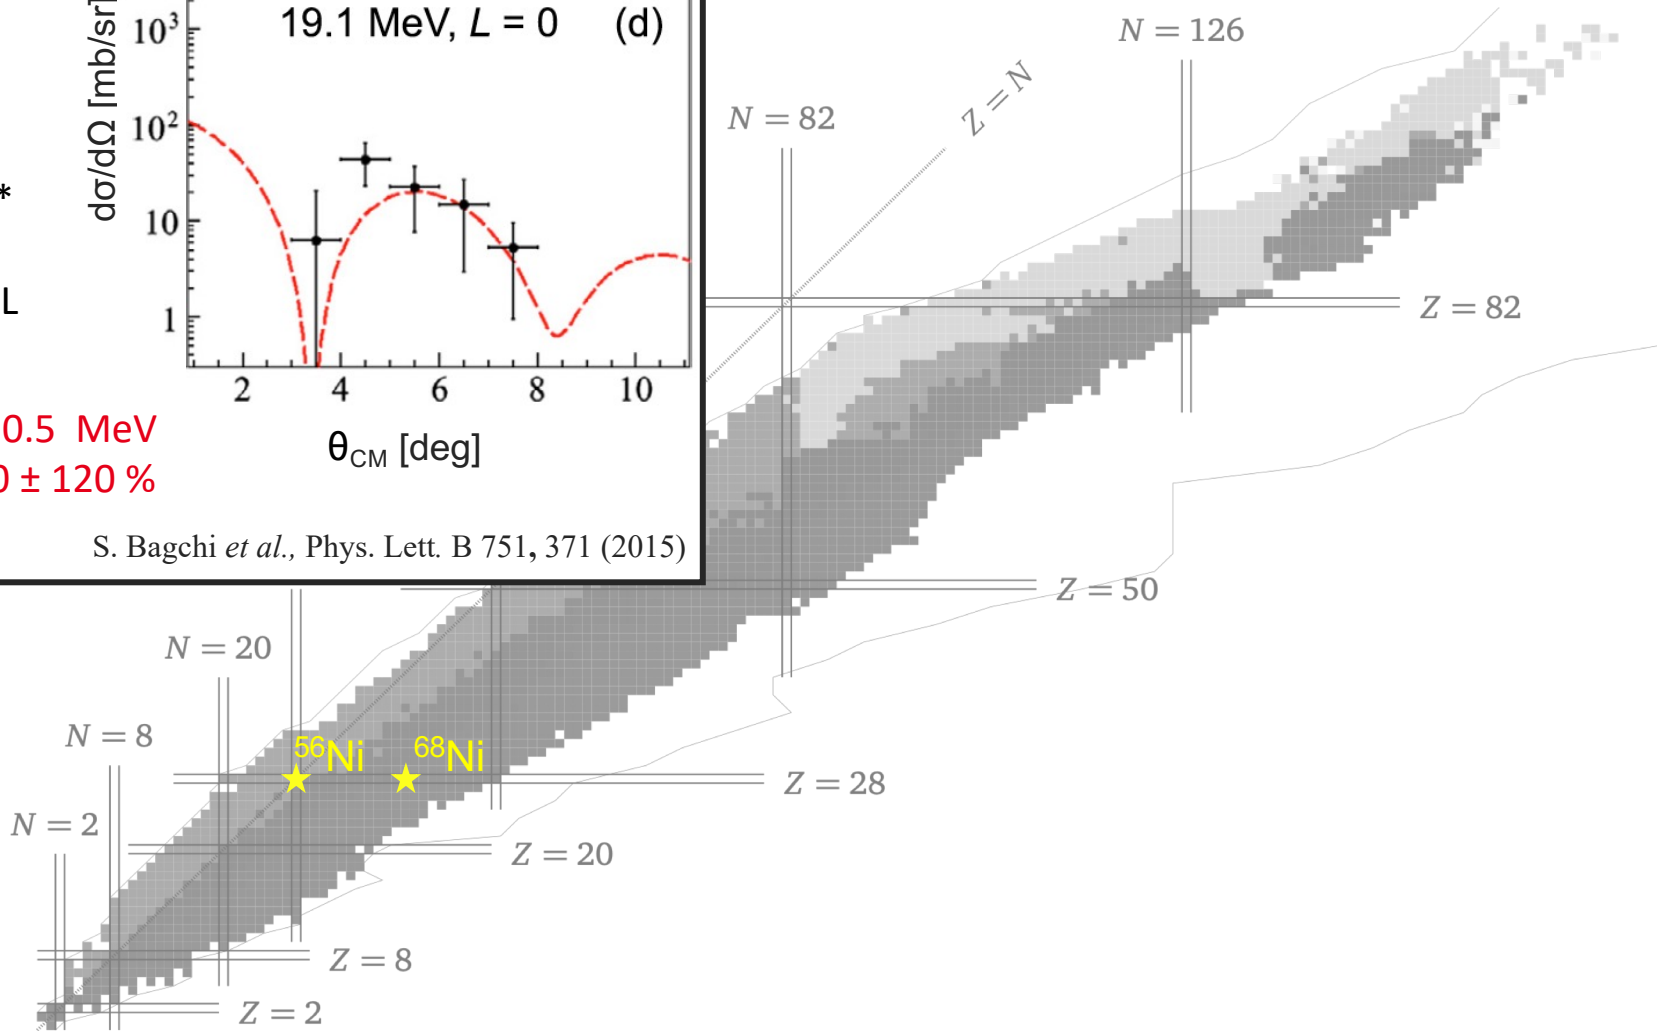 19.1 MeV, L = 0 (d)
dσ/dΩ [mb/sr]
10³
10²
10
1
2 4 6 8 10
θCM [deg]
*
L
0.5 MeV
0 ± 120 %
S. Bagchi et al., Phys. Lett. B 751, 371 (2015)
N = 126
Z = N
N = 82
Z = 82
Z = 50
N = 20
N = 8
⁵⁶Ni ⁶⁸Ni
Z = 28
N = 2
Z = 20
Z = 8
Z = 2